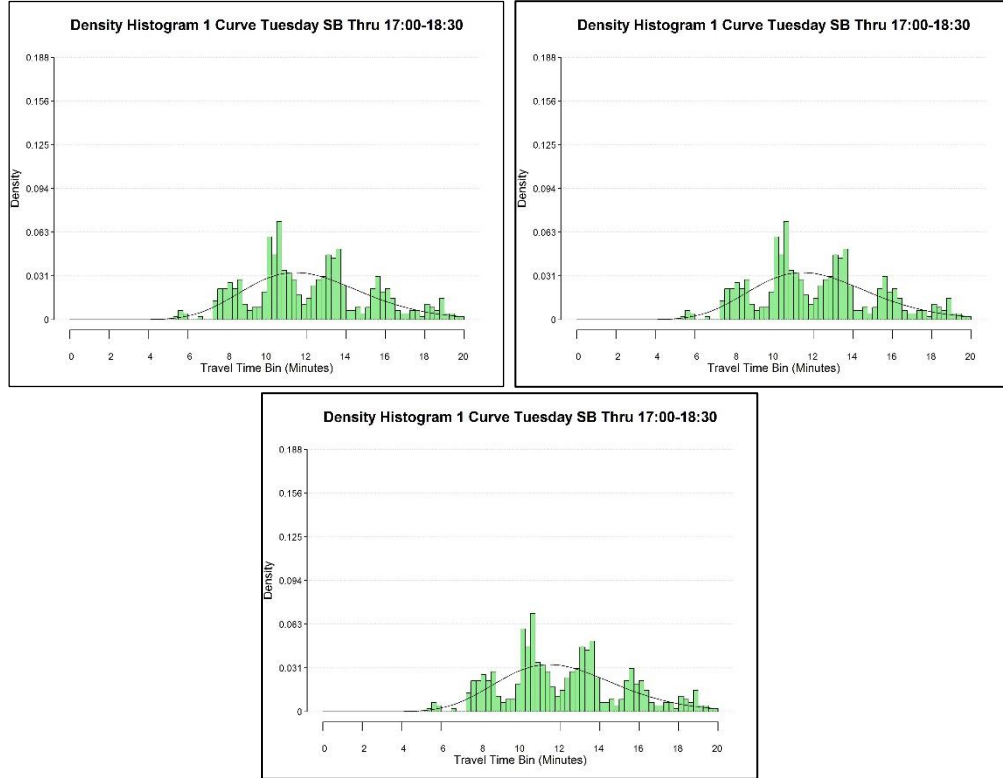 Density Histogram 1 Curve Tuesday SB Thru 17:00-18:30
0.188
0.156
0.125
0.094
0.063
0.031
0
Density
0 2 4 6 8 10 12 14 16 18 20
Travel Time Bin (Minutes)
Density Histogram 1 Curve Tuesday SB Thru 17:00-18:30
0.188
0.156
0.125
0.094
0.063
0.031
0
Density
0 2 4 6 8 10 12 14 16 18 20
Travel Time Bin (Minutes)
Density Histogram 1 Curve Tuesday SB Thru 17:00-18:30
0.188
0.156
0.125
0.094
0.063
0.031
0
Density
0 2 4 6 8 10 12 14 16 18 20
Travel Time Bin (Minutes)